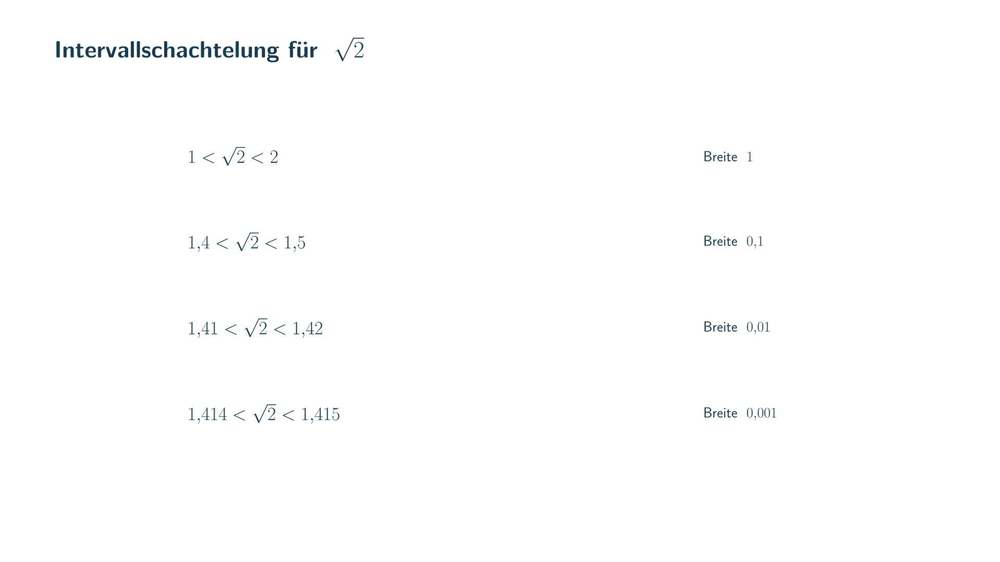 Intervallschachtelung für √2
1 < √2 < 2 Breite 1
1,4 < √2 < 1,5 Breite 0,1
1,41 < √2 < 1,42 Breite 0,01
1,414 < √2 < 1,415 Breite 0,001